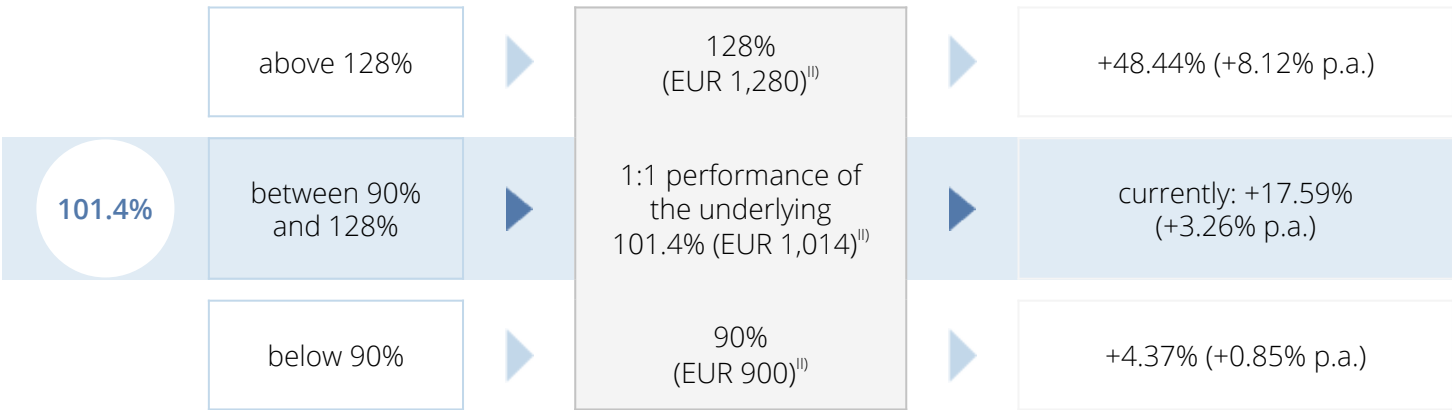 above 128%
128%
(EUR 1,280)II)
+48.44% (+8.12% p.a.)
101.4%
between 90%
and 128%
1:1 performance of
the underlying
101.4% (EUR 1,014)II)
currently: +17.59%
(+3.26% p.a.)
below 90%
90%
(EUR 900)II)
+4.37% (+0.85% p.a.)